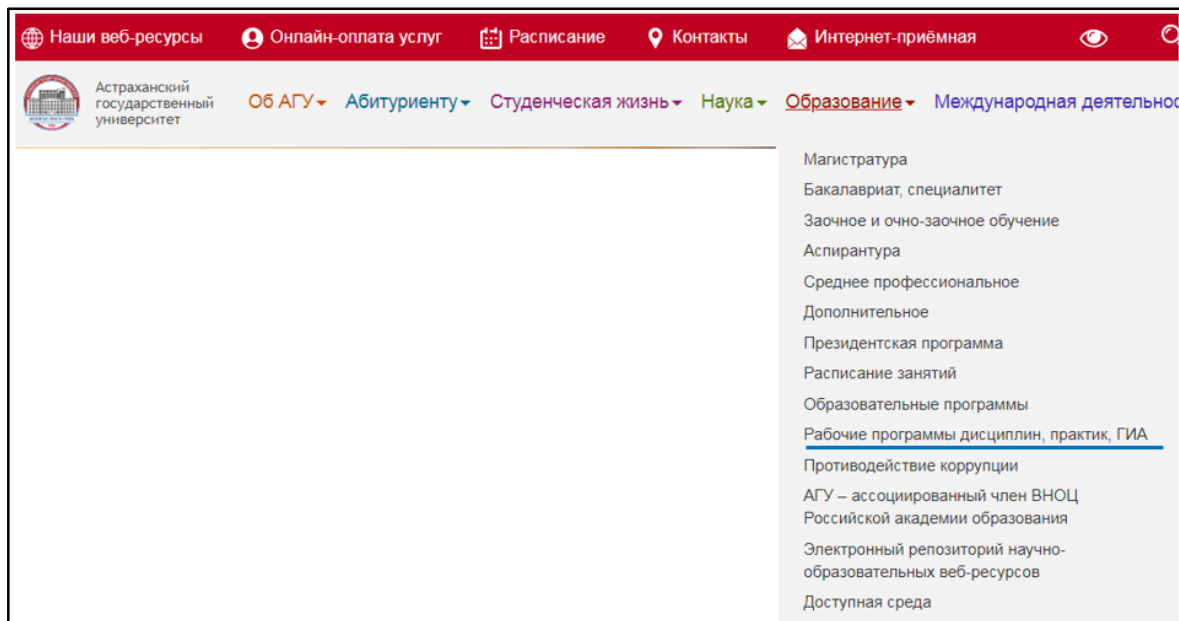 Наши веб-ресурсы Онлайн-оплата услуг Расписание Контакты Интернет-приёмная
Астраханский
государственный
университет
Об АГУ Абитуриенту Студенческая жизнь Наука Образование Международная
Магистратура
Бакалавриат, специалитет
Заочное и очно-заочное обучение
Аспирантура
Среднее профессиональное
Дополнительное
Президентская программа
Расписание занятий
Образовательные программы
Рабочие программы дисциплин, практик, ГИА
Противодействие коррупции
АГУ – ассоциированный член ВНОЦ
Российской академии образования
Электронный репозиторий научно-
образовательных веб-ресурсов
Доступная среда